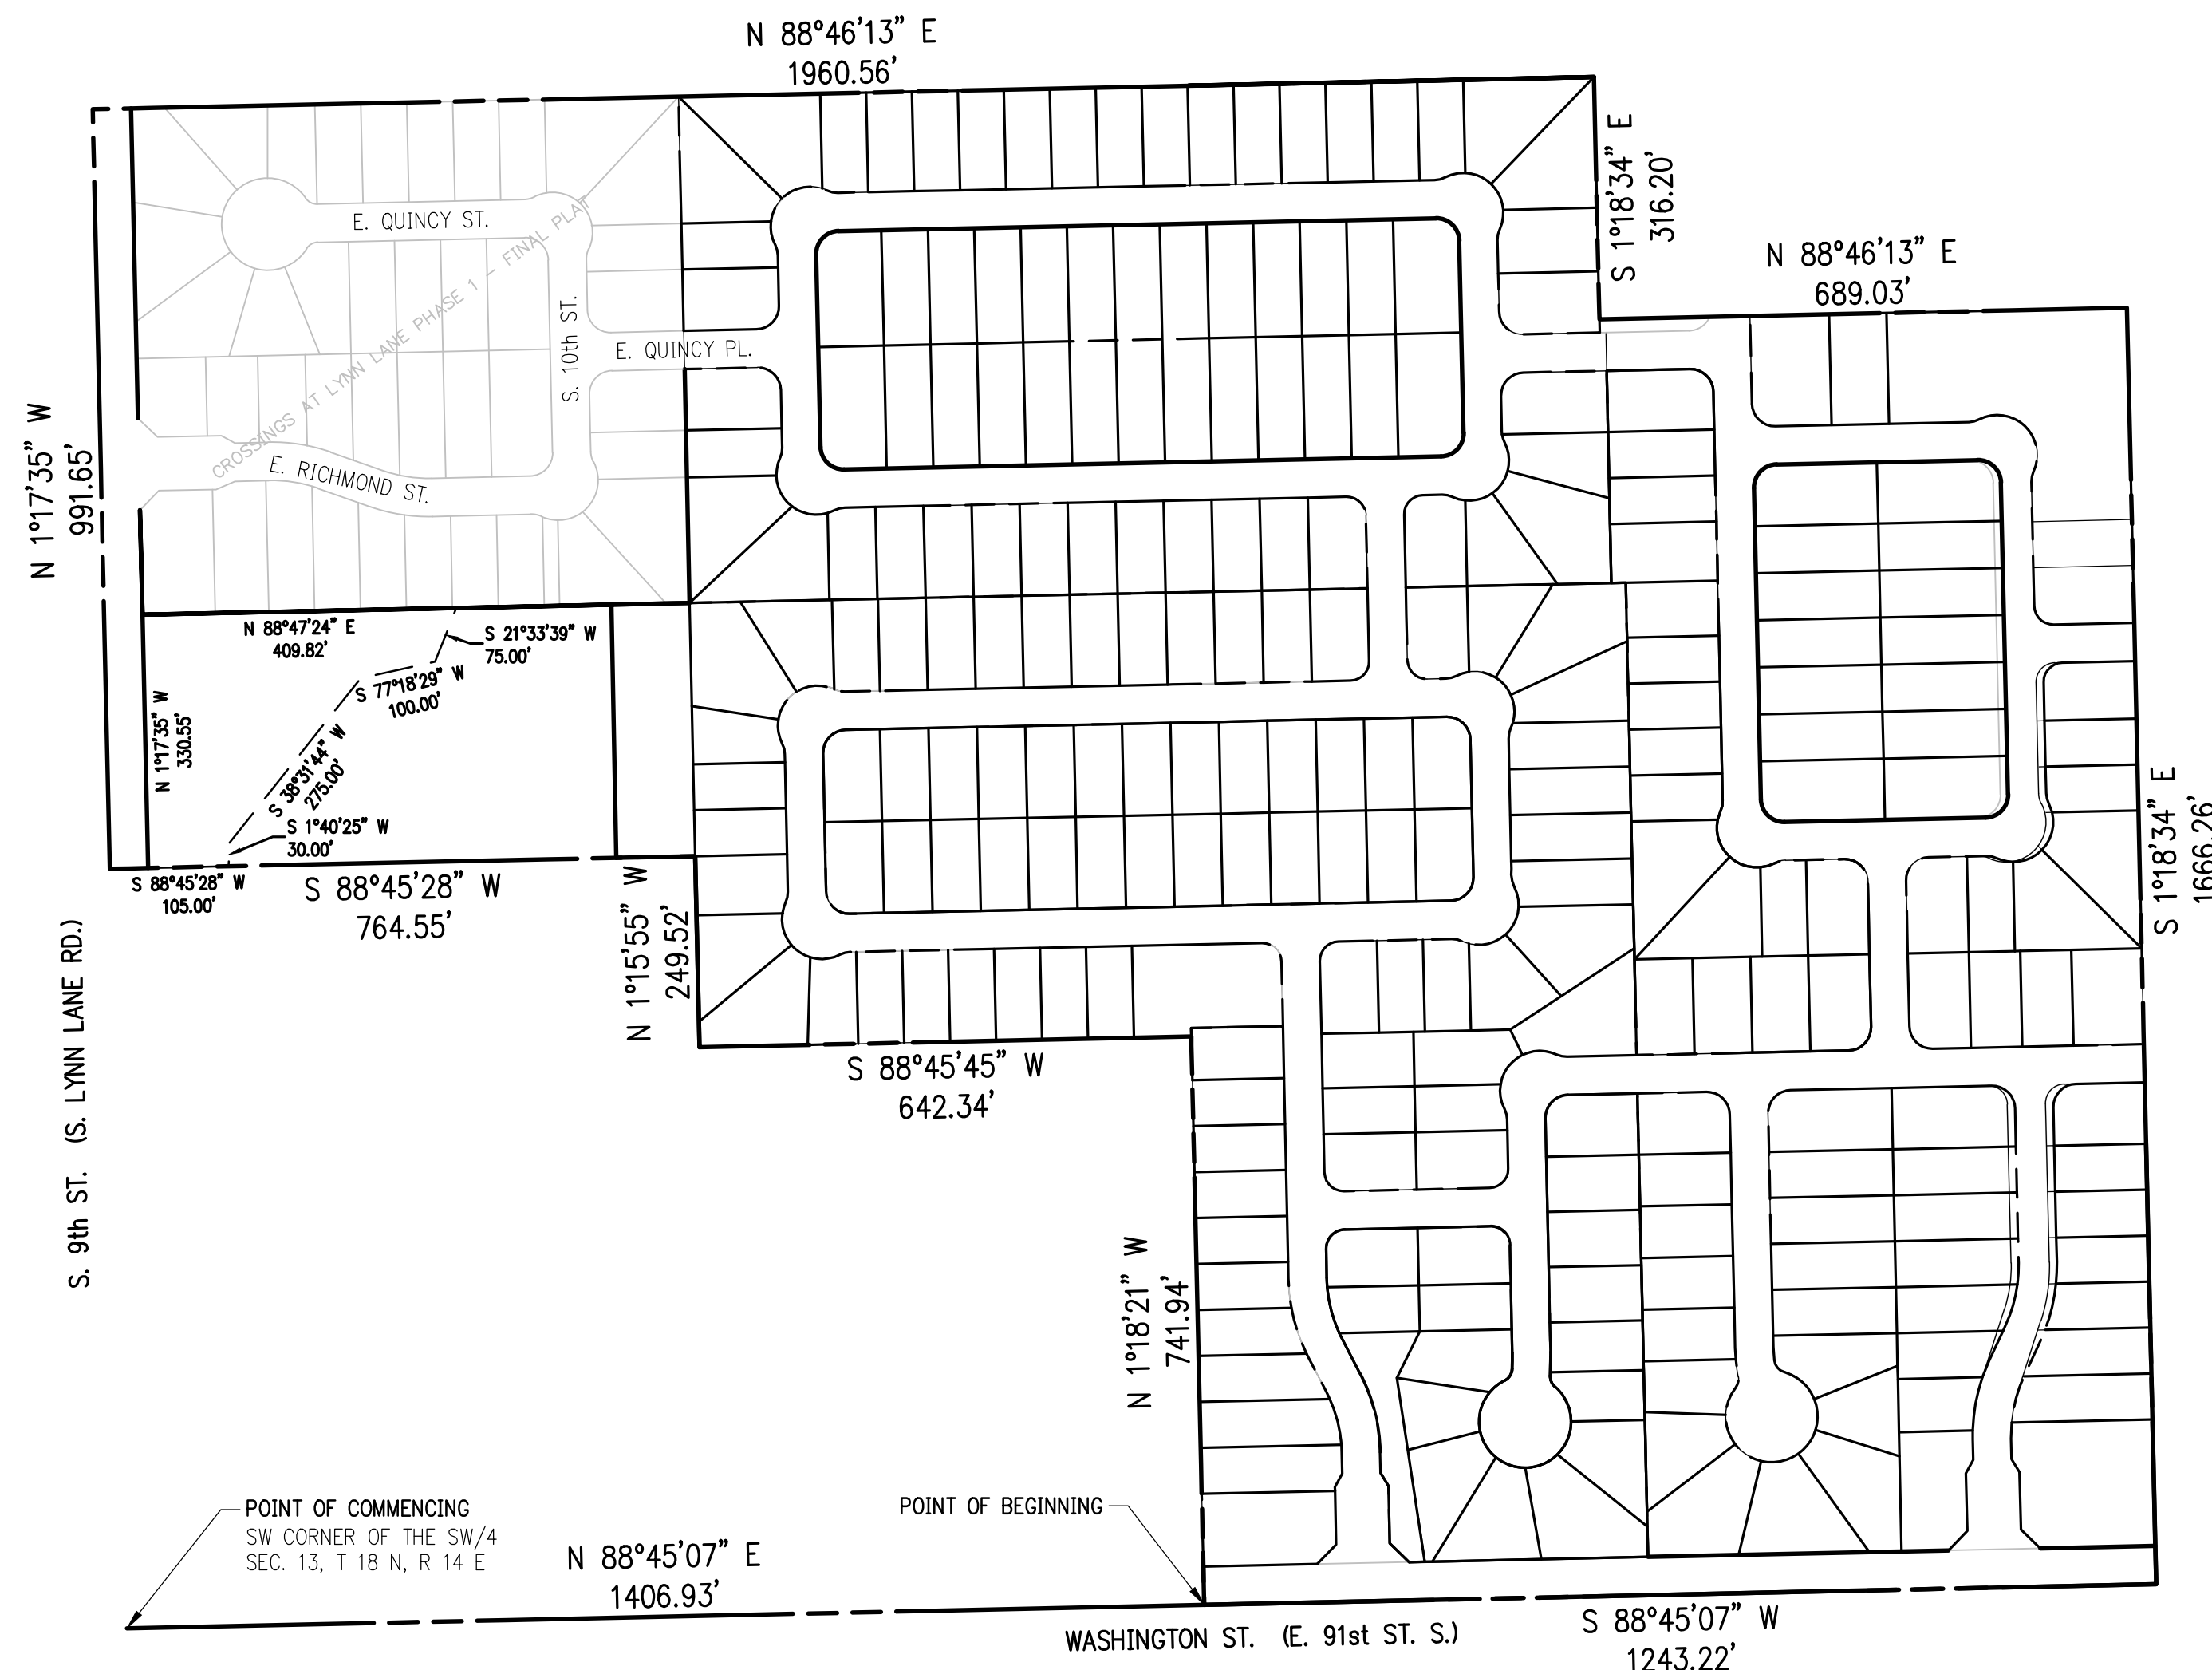 N 88°46'13" E
1960.56'
S 1°18'34" E
316.20'
N 88°46'13" E
689.03'
E. QUINCY ST.
CROSSINGS AT LYNN LANE PHASE 1 - FINAL PLAT
S. 10th ST.
E. QUINCY PL.
E. RICHMOND ST.
N 1°17'35" W
991.65'
N 88°47'24" E
409.82'
S 21°33'39" W
75.00'
S 77°18'29" W
100.00'
N 1°17'35" W
330.55'
S 38°31'44" W
275.00'
S 1°40'25" W
30.00'
S 88°45'28" W
105.00'
S 88°45'28" W
764.55'
N 1°15'55" W
249.52'
S 1°18'34" E
1666.26'
S 88°45'45" W
642.34'
S. 9th ST. (S. LYNN LANE RD.)
N 1°18'21" W
741.94'
POINT OF COMMENCING
SW CORNER OF THE SW/4
SEC. 13, T 18 N, R 14 E
POINT OF BEGINNING
N 88°45'07" E
1406.93'
WASHINGTON ST. (E. 91st ST. S.)
S 88°45'07" W
1243.22'